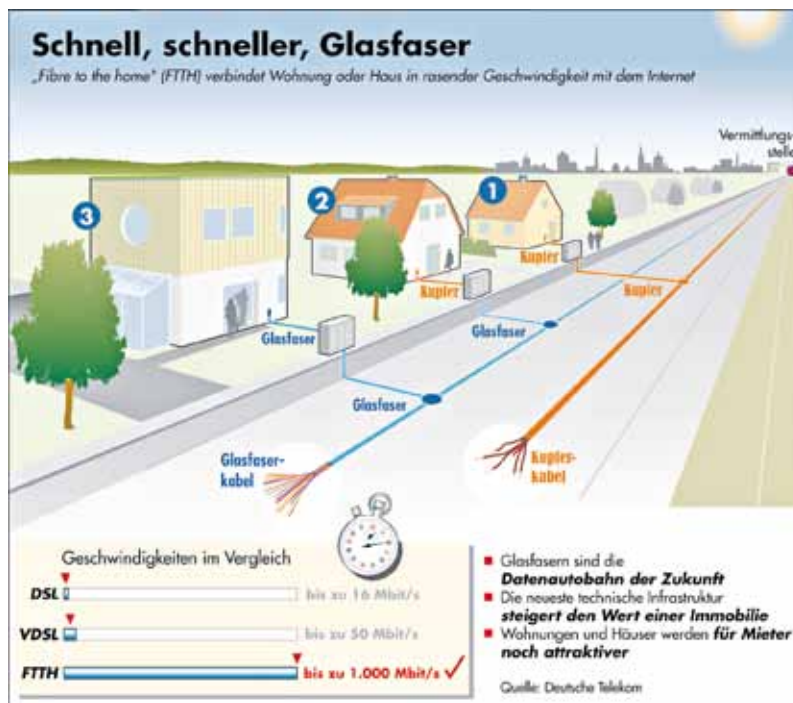 Schnell, schneller, Glasfaser
„Fibre to the home" (FTTH) verbindet Wohnung oder Haus in rasender Geschwindigkeit mit dem Internet
Vermittlungs-
stelle
1
2
3
Kupfer
Kupfer
Kupfer
Glasfaser
Glasfaser
Glasfaser
Glasfaser-
kabel
Kupfer-
kabel
Geschwindigkeiten im Vergleich
DSL bis zu 16 Mbit/s
VDSL bis zu 50 Mbit/s
FTTH bis zu 1.000 Mbit/s
Glasfasern sind die
Datenautobahn der Zukunft
Die neueste technische Infrastruktur
steigert den Wert einer Immobilie
Wohnungen und Häuser werden für Mieter
noch attraktiver
Quelle: Deutsche Telekom